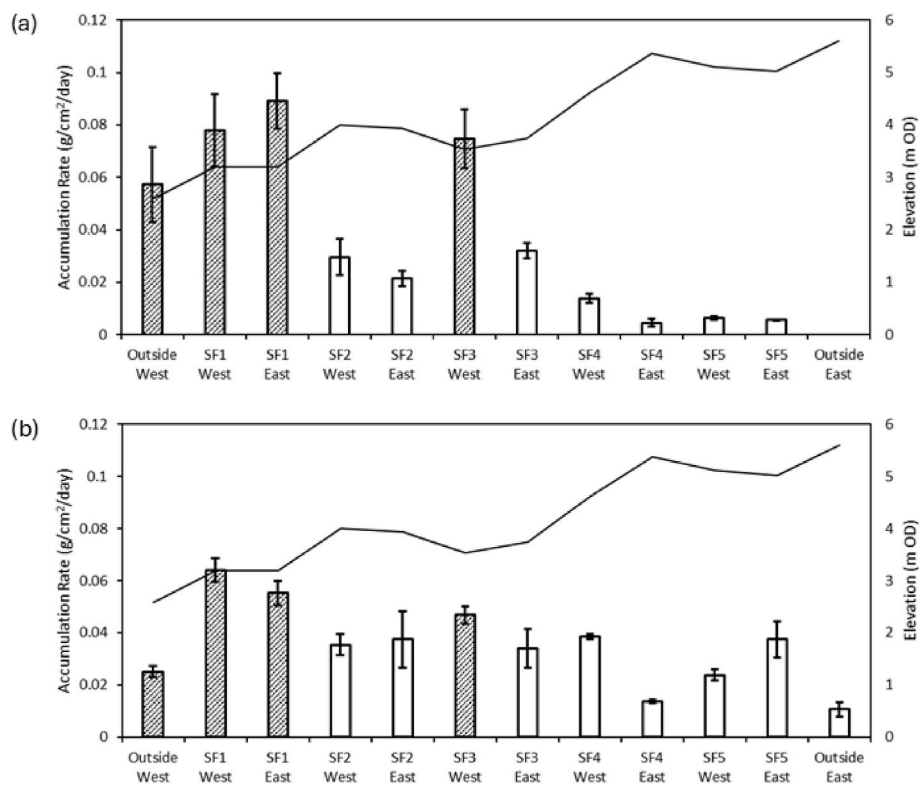 (a)
Accumulation Rate (g/cm²/day)
0.12
0.1
0.08
0.06
0.04
0.02
0
6
5
4
3
2
1
0
Elevation (m OD)
Outside West
SF1 West
SF1 East
SF2 West
SF2 East
SF3 West
SF3 East
SF4 West
SF4 East
SF5 West
SF5 East
Outside East
(b)
Accumulation Rate (g/cm²/day)
0.12
0.1
0.08
0.06
0.04
0.02
0
6
5
4
3
2
1
0
Elevation (m OD)
Outside West
SF1 West
SF1 East
SF2 West
SF2 East
SF3 West
SF3 East
SF4 West
SF4 East
SF5 West
SF5 East
Outside East